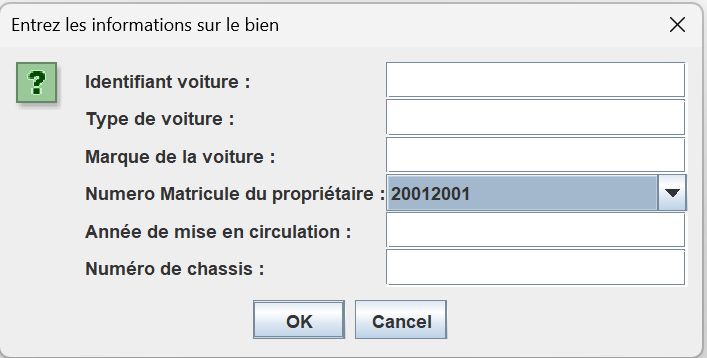 Entrez les informations sur le bien
Identifiant voiture :
Type de voiture :
Marque de la voiture :
Numero Matricule du propriétaire : 20012001
Année de mise en circulation :
Numéro de chassis :
OK Cancel